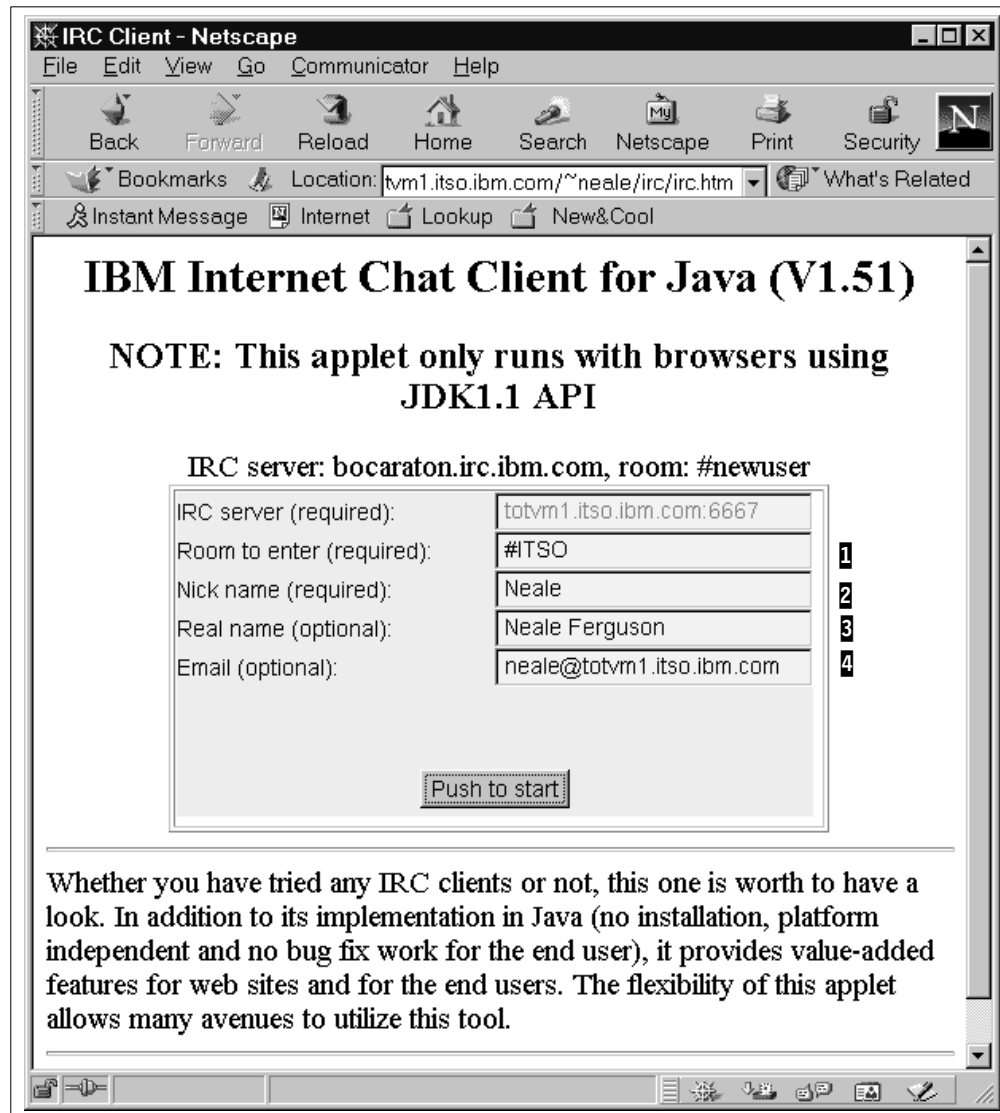 IRC Client - Netscape
File Edit View Go Communicator Help
Back Forward Reload Home Search My Netscape Print Security N
Bookmarks Location: tvm1.itso.ibm.com/~neale/irc/irc.htm What's Related
Instant Message Internet Lookup New&Cool
IBM Internet Chat Client for Java (V1.51)
NOTE: This applet only runs with browsers using
JDK1.1 API
IRC server: bocaraton.irc.ibm.com, room: #newuser
IRC server (required): totvm1.itso.ibm.com:6667
Room to enter (required): #ITSO 1
Nick name (required): Neale 2
Real name (optional): Neale Ferguson 3
Email (optional): neale@totvm1.itso.ibm.com 4
Push to start
Whether you have tried any IRC clients or not, this one is worth to have a
look. In addition to its implementation in Java (no installation, platform
independent and no bug fix work for the end user), it provides value-added
features for web sites and for the end users. The flexibility of this applet
allows many avenues to utilize this tool.